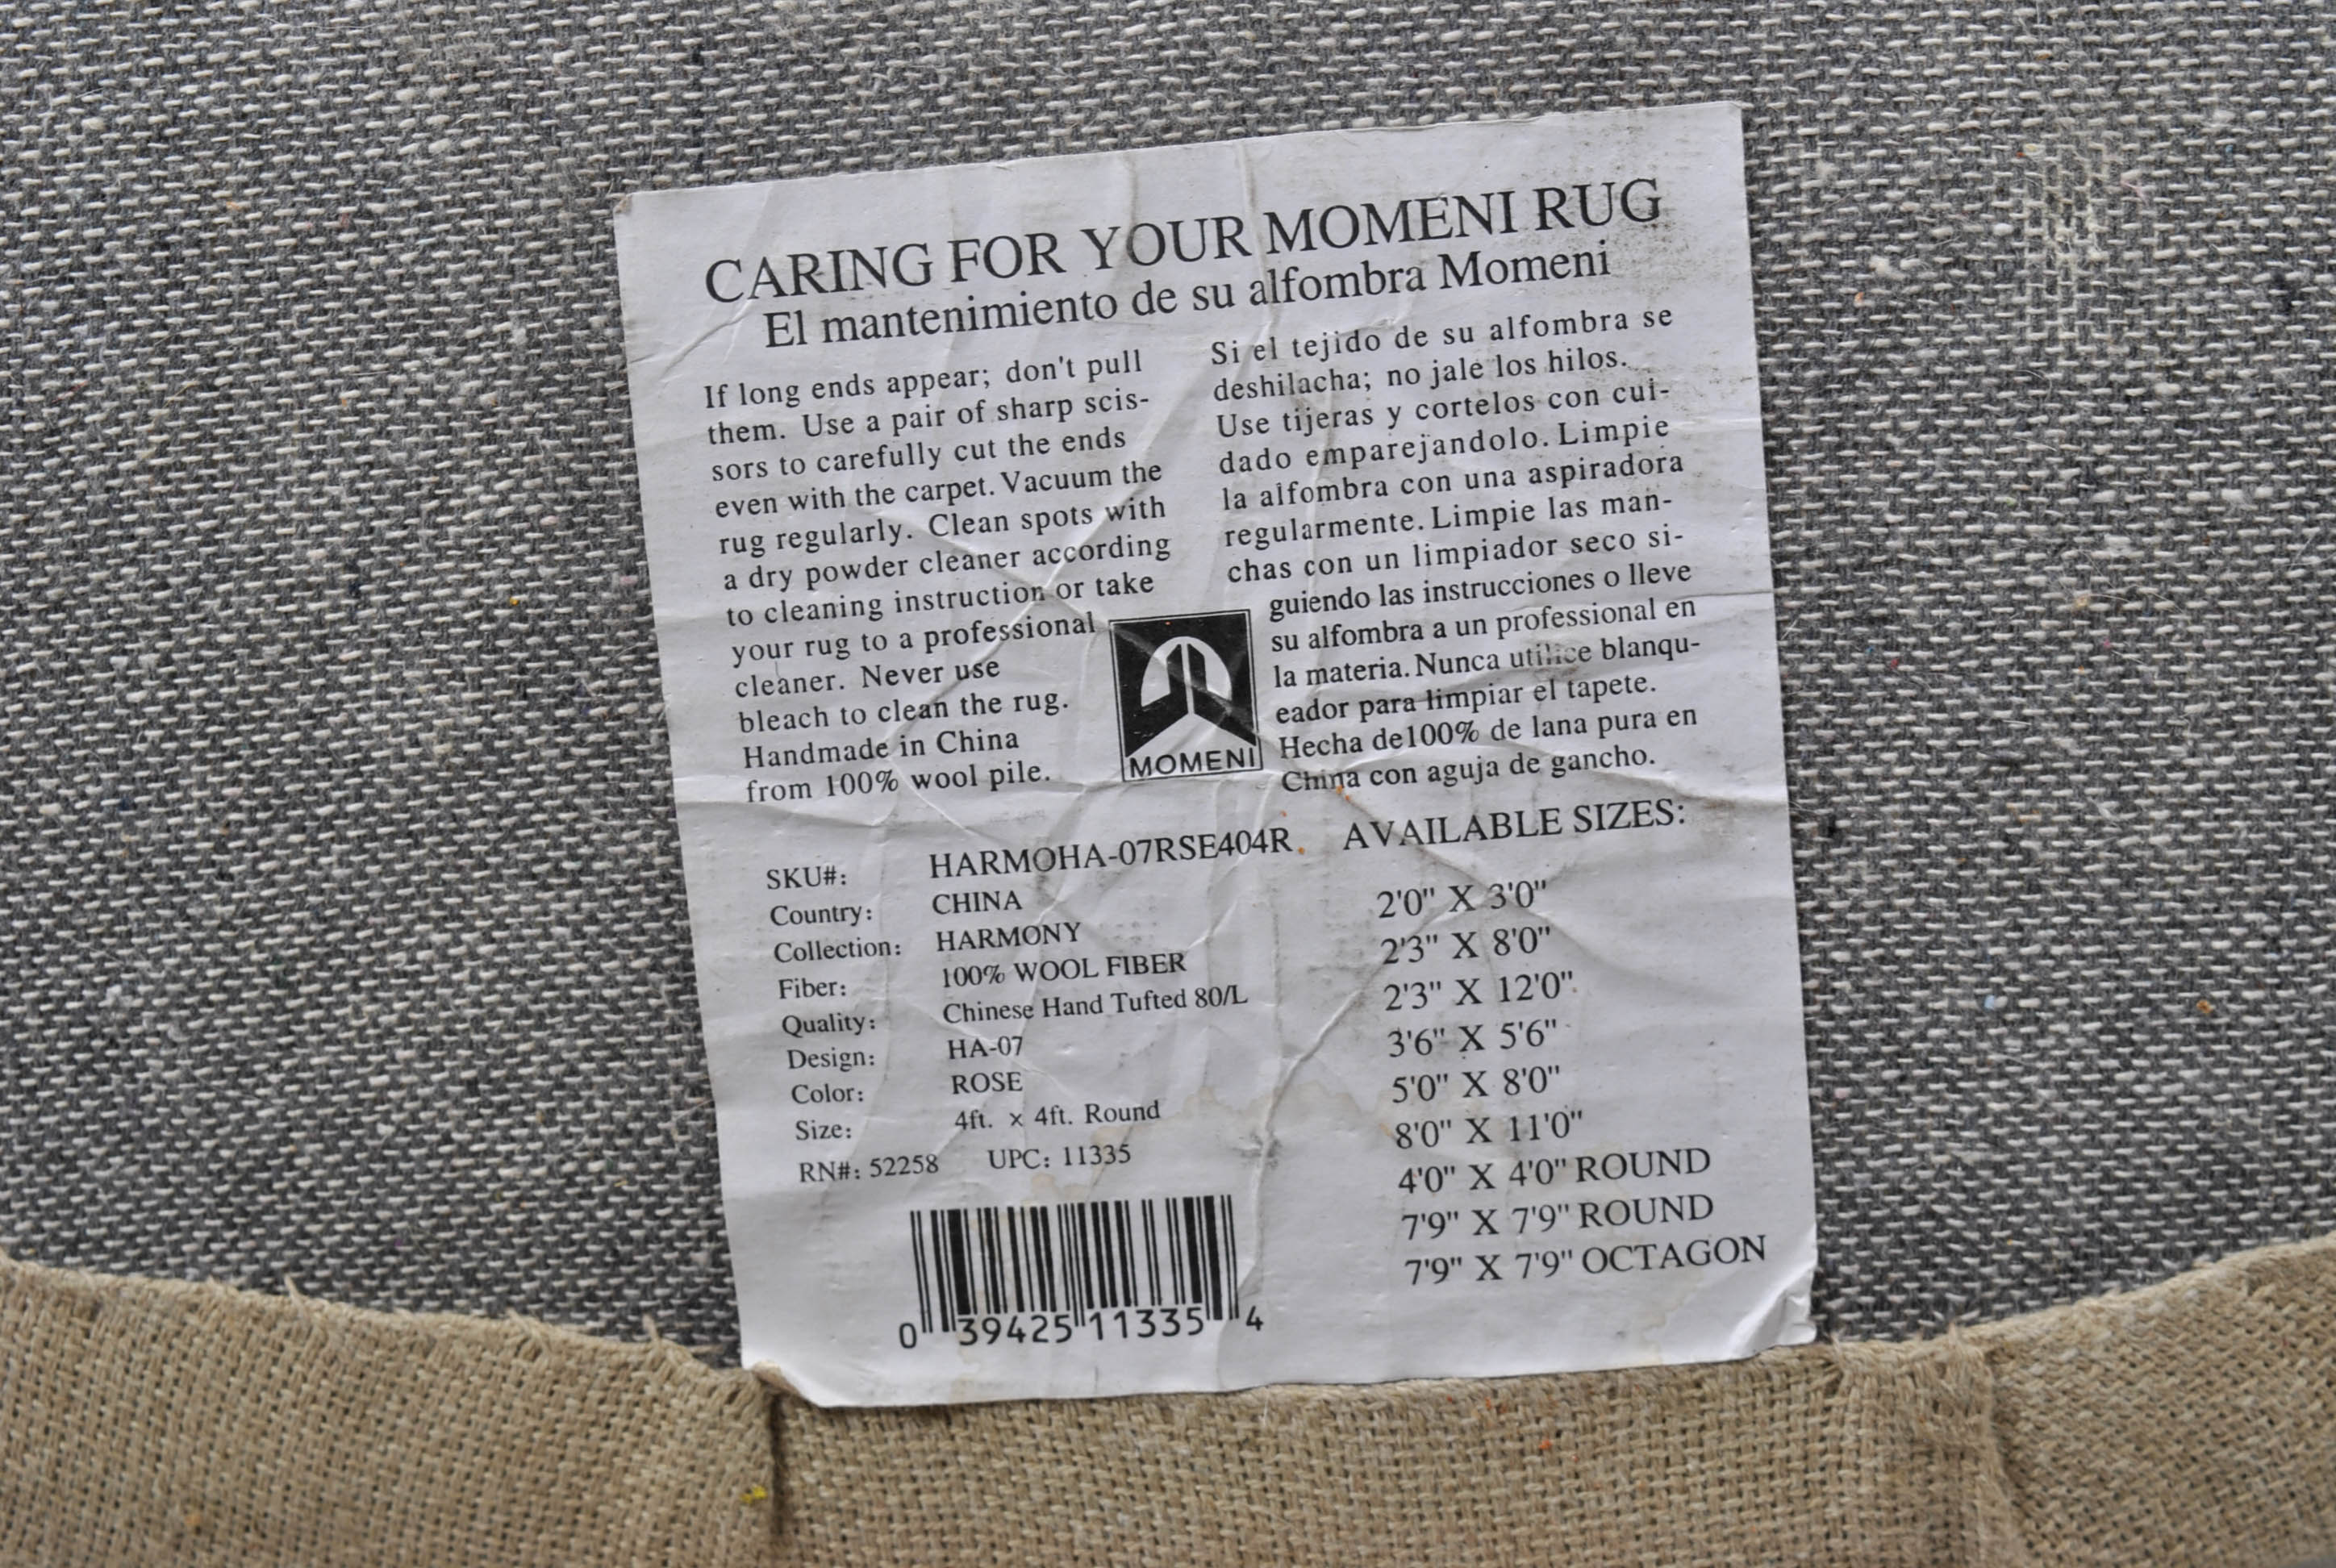 CARING FOR YOUR MOMENI RUG
El mantenimiento de su alfombra Momeni
If long ends appear; don't pull
them. Use a pair of sharp scis-
sors to carefully cut the ends
even with the carpet. Vacuum the
rug regularly. Clean spots with
a dry powder cleaner according
to cleaning instruction or take
your rug to a professional
cleaner. Never use
bleach to clean the rug.
Handmade in China
from 100% wool pile.
Si el tejido de su alfombra se
deshilacha; no jale los hilos.
Use tijeras y cortelos con cui-
dado emparejandolo. Limpie
la alfombra con una aspiradora
regularmente. Limpie las man-
chas con un limpiador seco si-
guiendo las instrucciones o lleve
su alfombra a un professional en
la materia. Nunca utilice blanqu-
eador para limpiar el tapete.
Hecha de100% de lana pura en
China con aguja de gancho.
MOMENI
SKU#: HARMOHA-07RSE404R
Country: CHINA
Collection: HARMONY
Fiber: 100% WOOL FIBER
Quality: Chinese Hand Tufted 80/L
Design: HA-07
Color: ROSE
Size: 4ft. x 4ft. Round
RN#: 52258 UPC: 11335
0 39425 11335 4
AVAILABLE SIZES:
2'0" X 3'0"
2'3" X 8'0"
2'3" X 12'0"
3'6" X 5'6"
5'0" X 8'0"
8'0" X 11'0"
4'0" X 4'0" ROUND
7'9" X 7'9" ROUND
7'9" X 7'9" OCTAGON